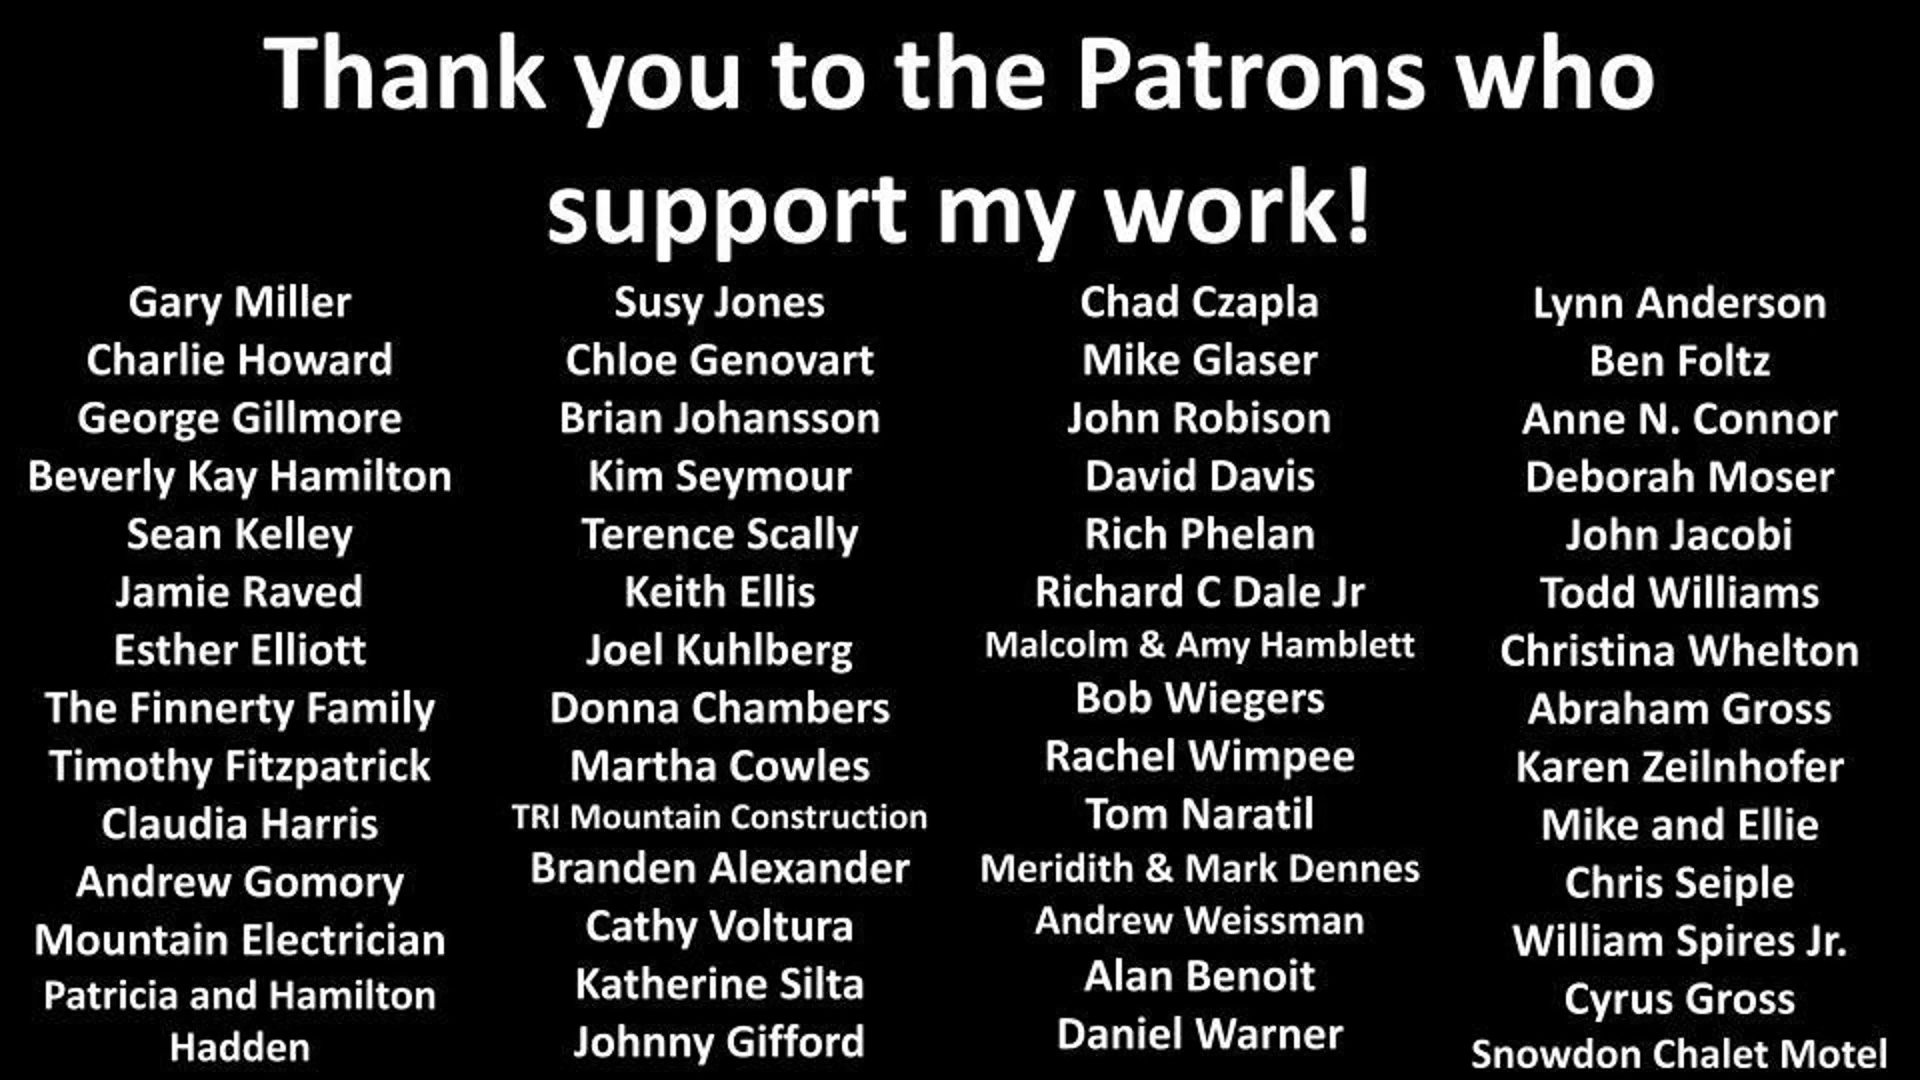 Thank you to the Patrons who
support my work!
Gary Miller
Charlie Howard
George Gillmore
Beverly Kay Hamilton
Sean Kelley
Jamie Raved
Esther Elliott
The Finnerty Family
Timothy Fitzpatrick
Claudia Harris
Andrew Gomory
Mountain Electrician
Patricia and Hamilton
Hadden
Susy Jones
Chloe Genovart
Brian Johansson
Kim Seymour
Terence Scally
Keith Ellis
Joel Kuhlberg
Donna Chambers
Martha Cowles
TRI Mountain Construction
Branden Alexander
Cathy Voltura
Katherine Silta
Johnny Gifford
Chad Czapla
Mike Glaser
John Robison
David Davis
Rich Phelan
Richard C Dale Jr
Malcolm & Amy Hamblett
Bob Wiegers
Rachel Wimpee
Tom Naratil
Meridith & Mark Dennes
Andrew Weissman
Alan Benoit
Daniel Warner
Lynn Anderson
Ben Foltz
Anne N. Connor
Deborah Moser
John Jacobi
Todd Williams
Christina Whelton
Abraham Gross
Karen Zeilnhofer
Mike and Ellie
Chris Seiple
William Spires Jr.
Cyrus Gross
Snowdon Chalet Motel